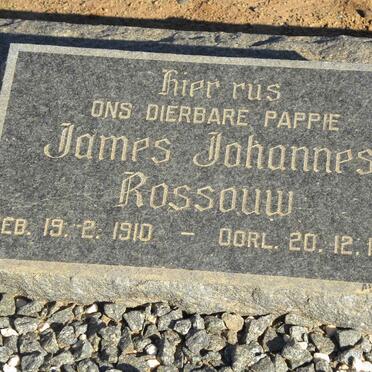 Hier rus
ONS DIERBARE PAPPIE
James Johannes
Rossouw
EB. 19.2.1910 – OORL. 20.12.1